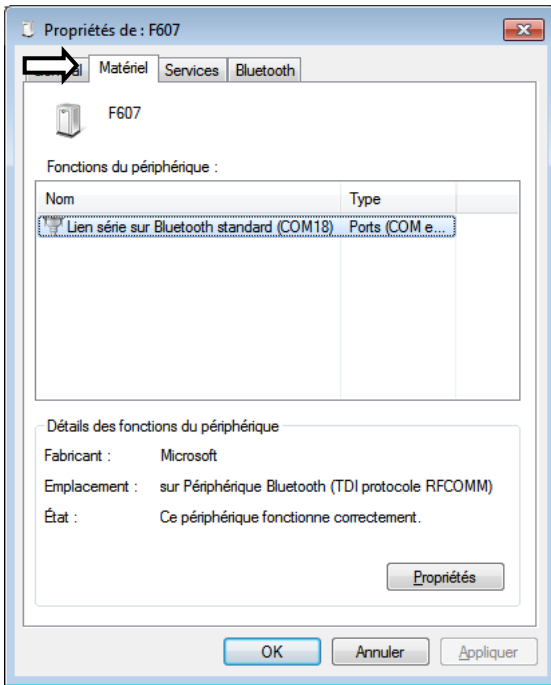 Propriétés de : F607
Matériel Services Bluetooth
F607
Fonctions du périphérique :
Nom Type
Lien série sur Bluetooth standard (COM18) Ports (COM e...
Détails des fonctions du périphérique
Fabricant : Microsoft
Emplacement : sur Périphérique Bluetooth (TDI protocole RFCOMM)
État : Ce périphérique fonctionne correctement.
Propriétés
OK Annuler Appliquer